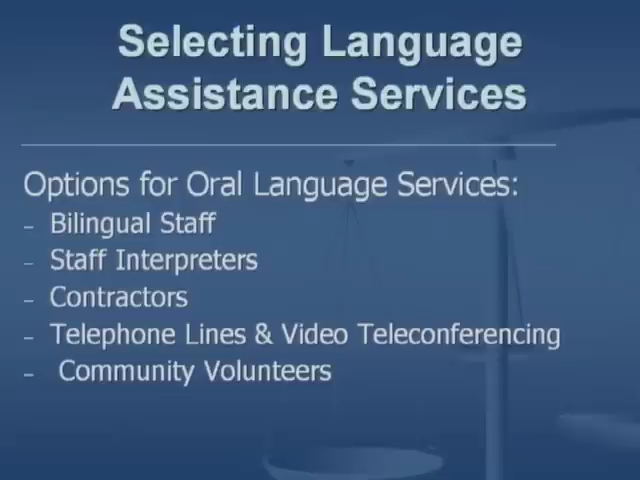 Selecting Language
Assistance Services
Options for Oral Language Services:
– Bilingual Staff
– Staff Interpreters
– Contractors
– Telephone Lines & Video Teleconferencing
– Community Volunteers